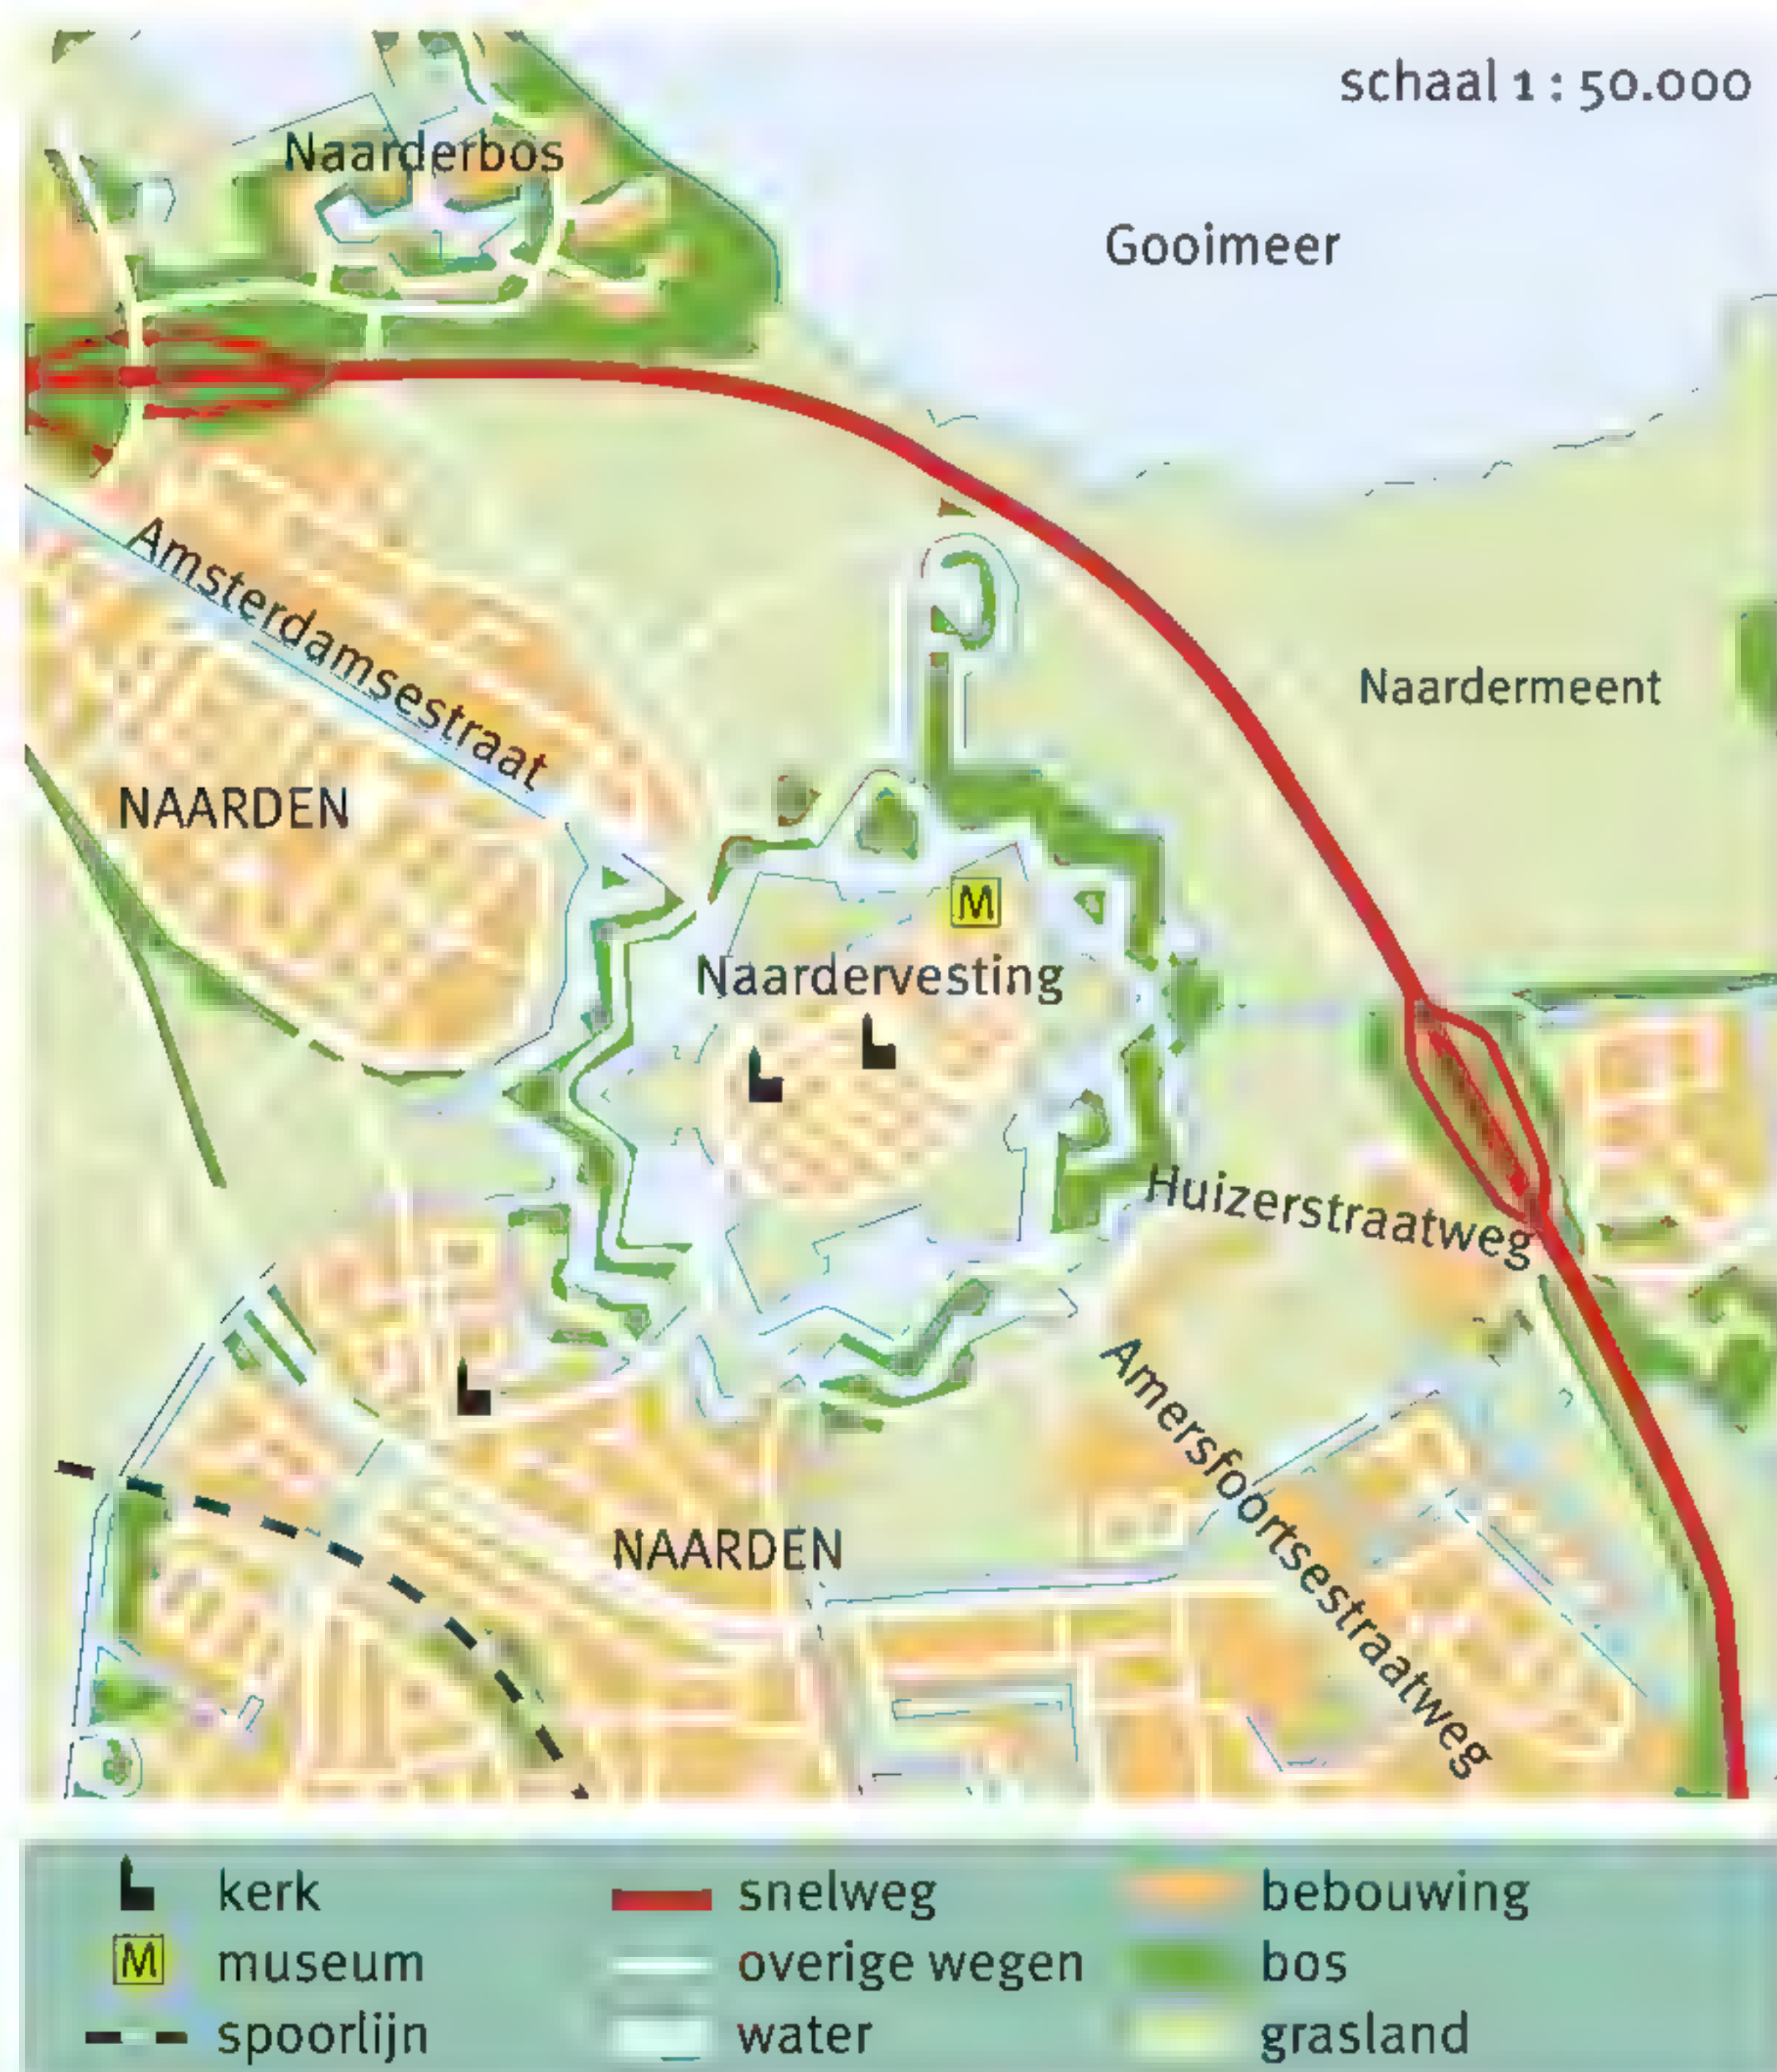 schaal 1 : 50.000
Naarderbos
Gooimeer
Amsterdamsestraat
Naardermeent
NAARDEN
M
Naardervesting
Huizerstraatweg
Amersfoortsestraatweg
NAARDEN
kerk
snelweg
bebouwing
M museum
overige wegen
bos
spoorlijn
water
grasland